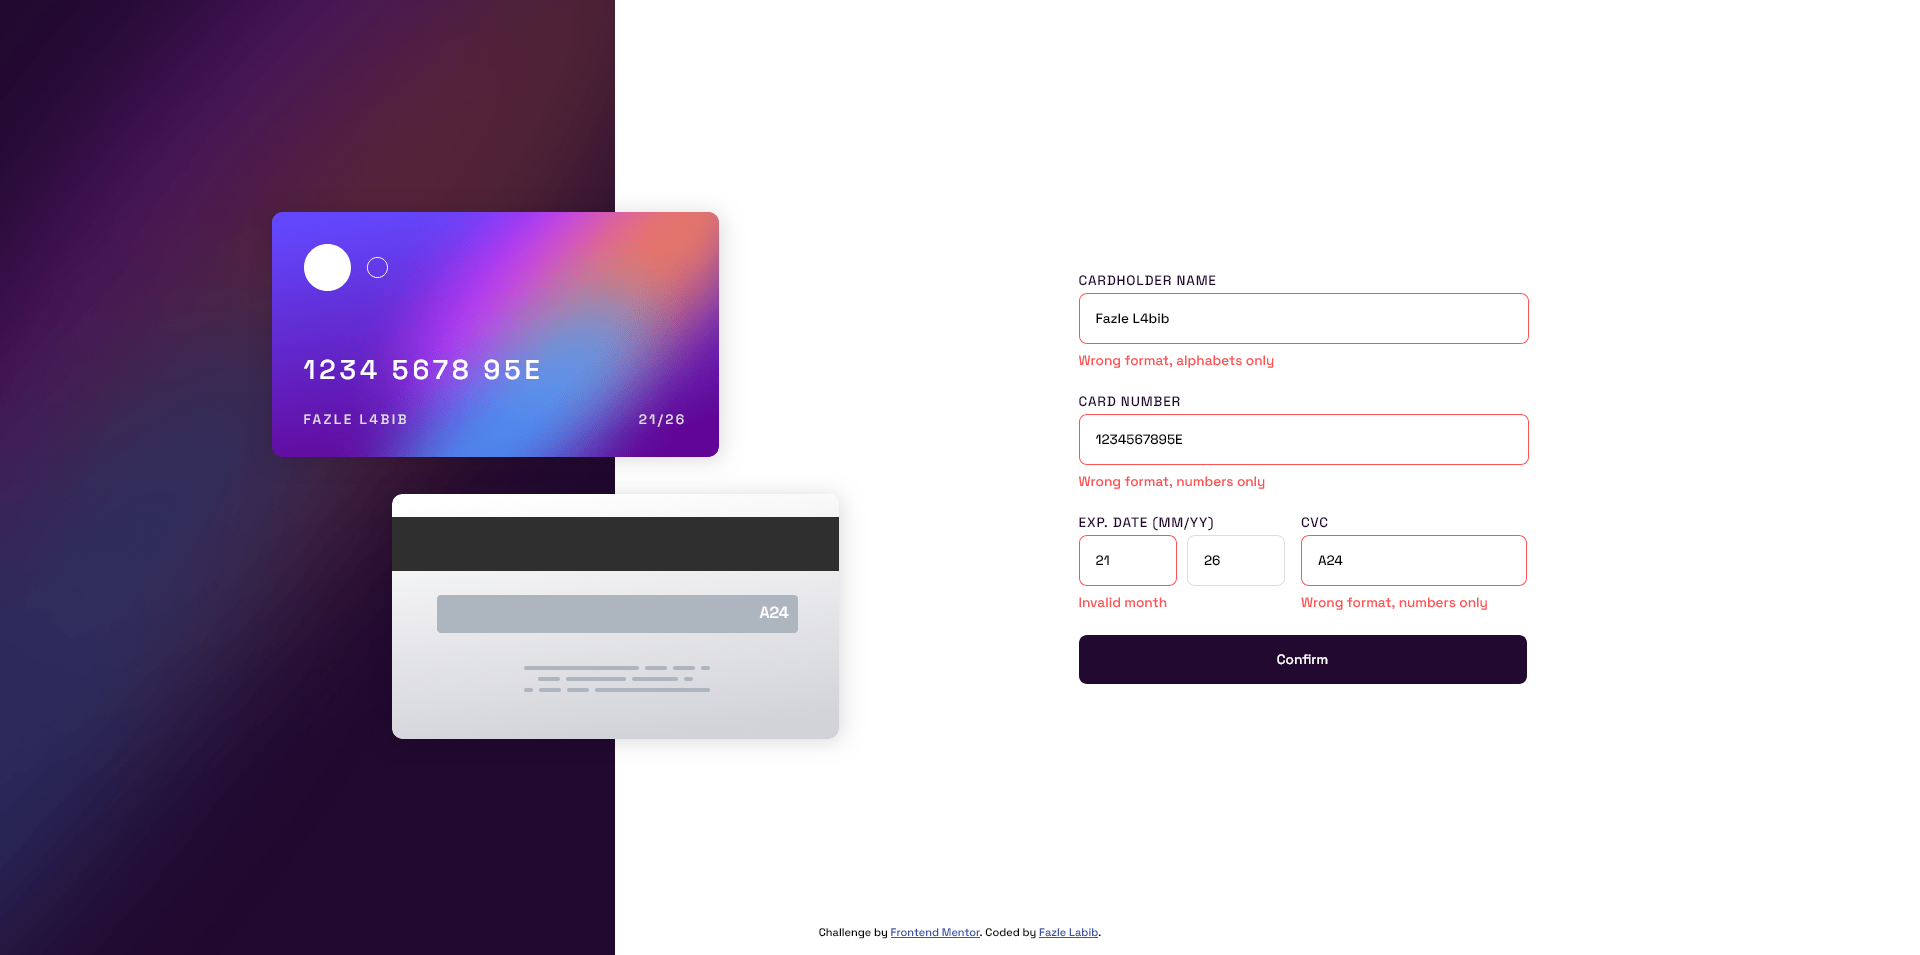 1234 5678 95E
FAZLE L4BIB 21/26
A24
CARDHOLDER NAME
Fazle L4bib
Wrong format, alphabets only
CARD NUMBER
1234567895E
Wrong format, numbers only
EXP. DATE (MM/YY) CVC
21 26 A24
Invalid month Wrong format, numbers only
Confirm
Challenge by Frontend Mentor. Coded by Fazle Labib.